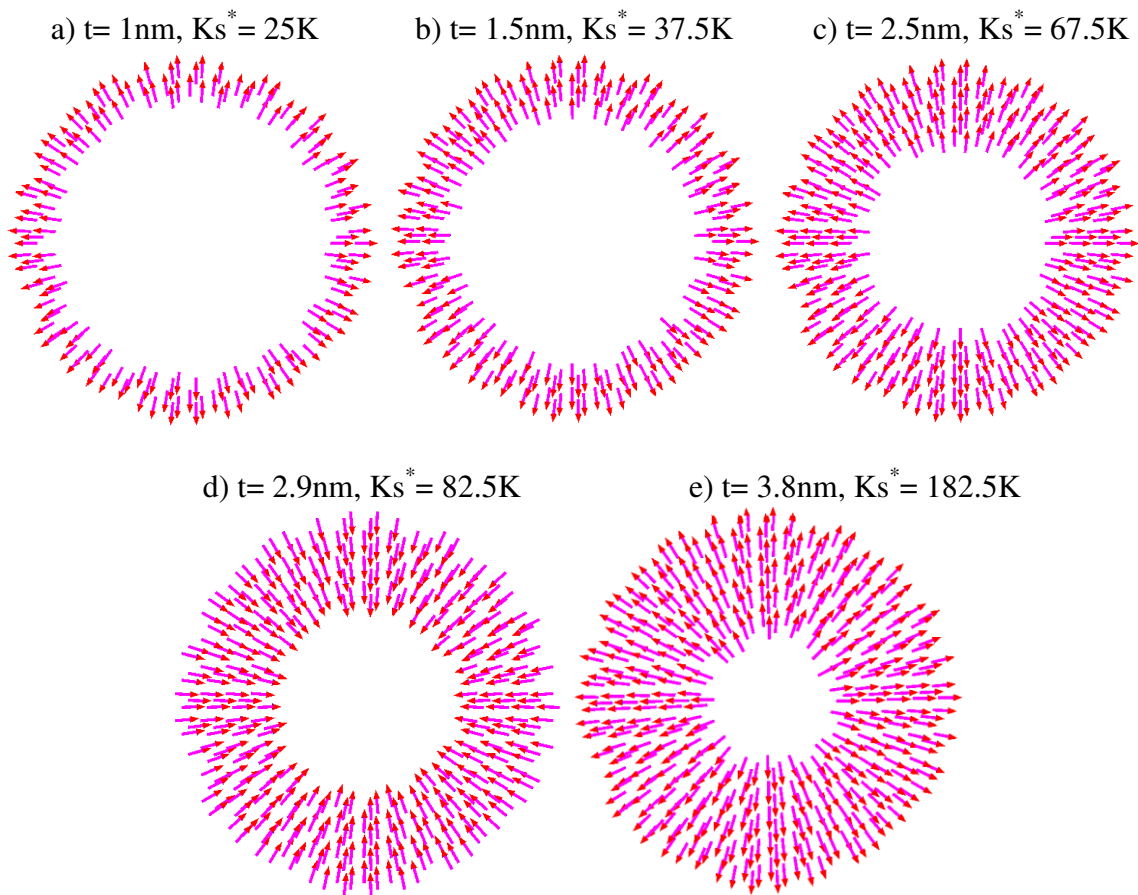 a) t= 1nm, Ks*= 25K
b) t= 1.5nm, Ks*= 37.5K
c) t= 2.5nm, Ks*= 67.5K
d) t= 2.9nm, Ks*= 82.5K
e) t= 3.8nm, Ks*= 182.5K